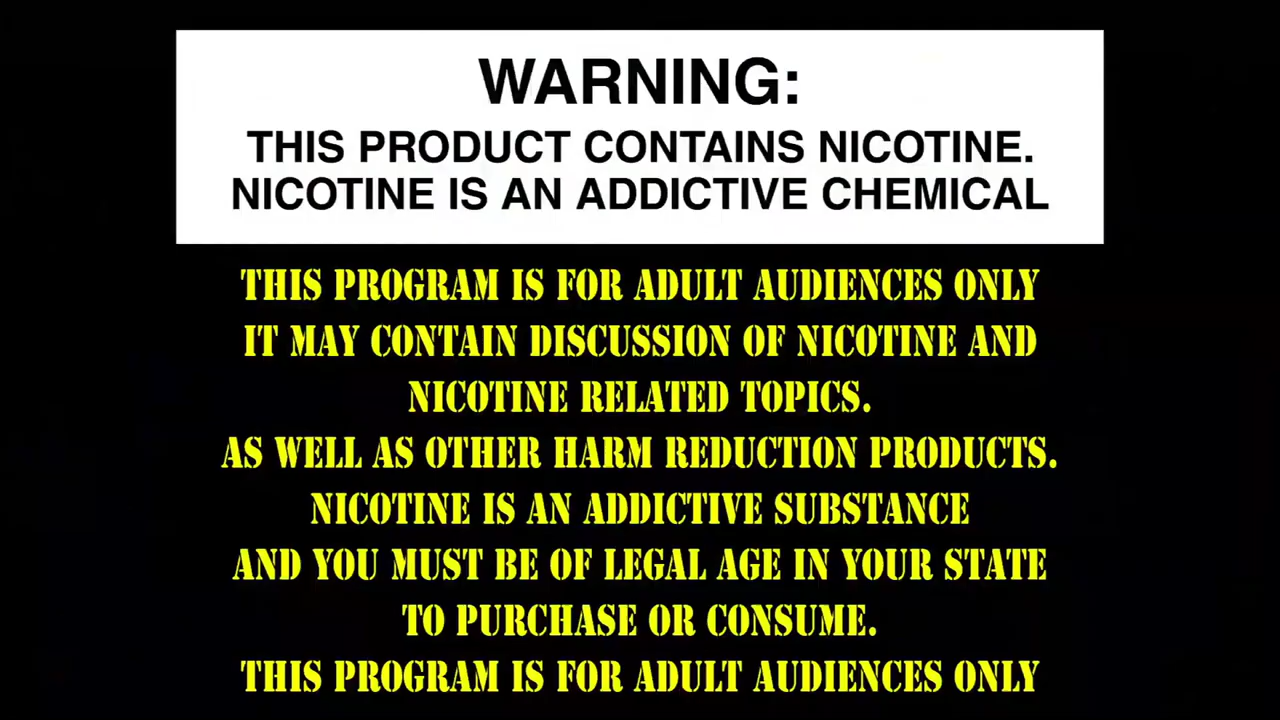 WARNING:
THIS PRODUCT CONTAINS NICOTINE.
NICOTINE IS AN ADDICTIVE CHEMICAL
THIS PROGRAM IS FOR ADULT AUDIENCES ONLY
IT MAY CONTAIN DISCUSSION OF NICOTINE AND
NICOTINE RELATED TOPICS.
AS WELL AS OTHER HARM REDUCTION PRODUCTS.
NICOTINE IS AN ADDICTIVE SUBSTANCE
AND YOU MUST BE OF LEGAL AGE IN YOUR STATE
TO PURCHASE OR CONSUME.
THIS PROGRAM IS FOR ADULT AUDIENCES ONLY